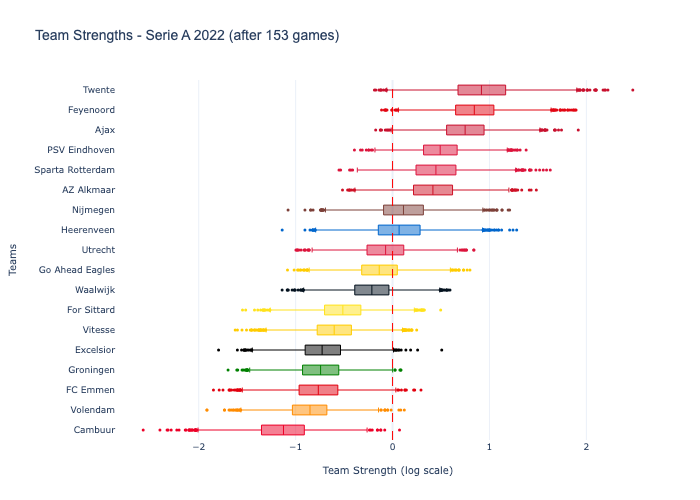 Team Strengths - Serie A 2022 (after 153 games)
Teams
Twente
Feyenoord
Ajax
PSV Eindhoven
Sparta Rotterdam
AZ Alkmaar
Nijmegen
Heerenveen
Utrecht
Go Ahead Eagles
Waalwijk
For Sittard
Vitesse
Excelsior
Groningen
FC Emmen
Volendam
Cambuur
−2 −1 0 1 2
Team Strength (log scale)